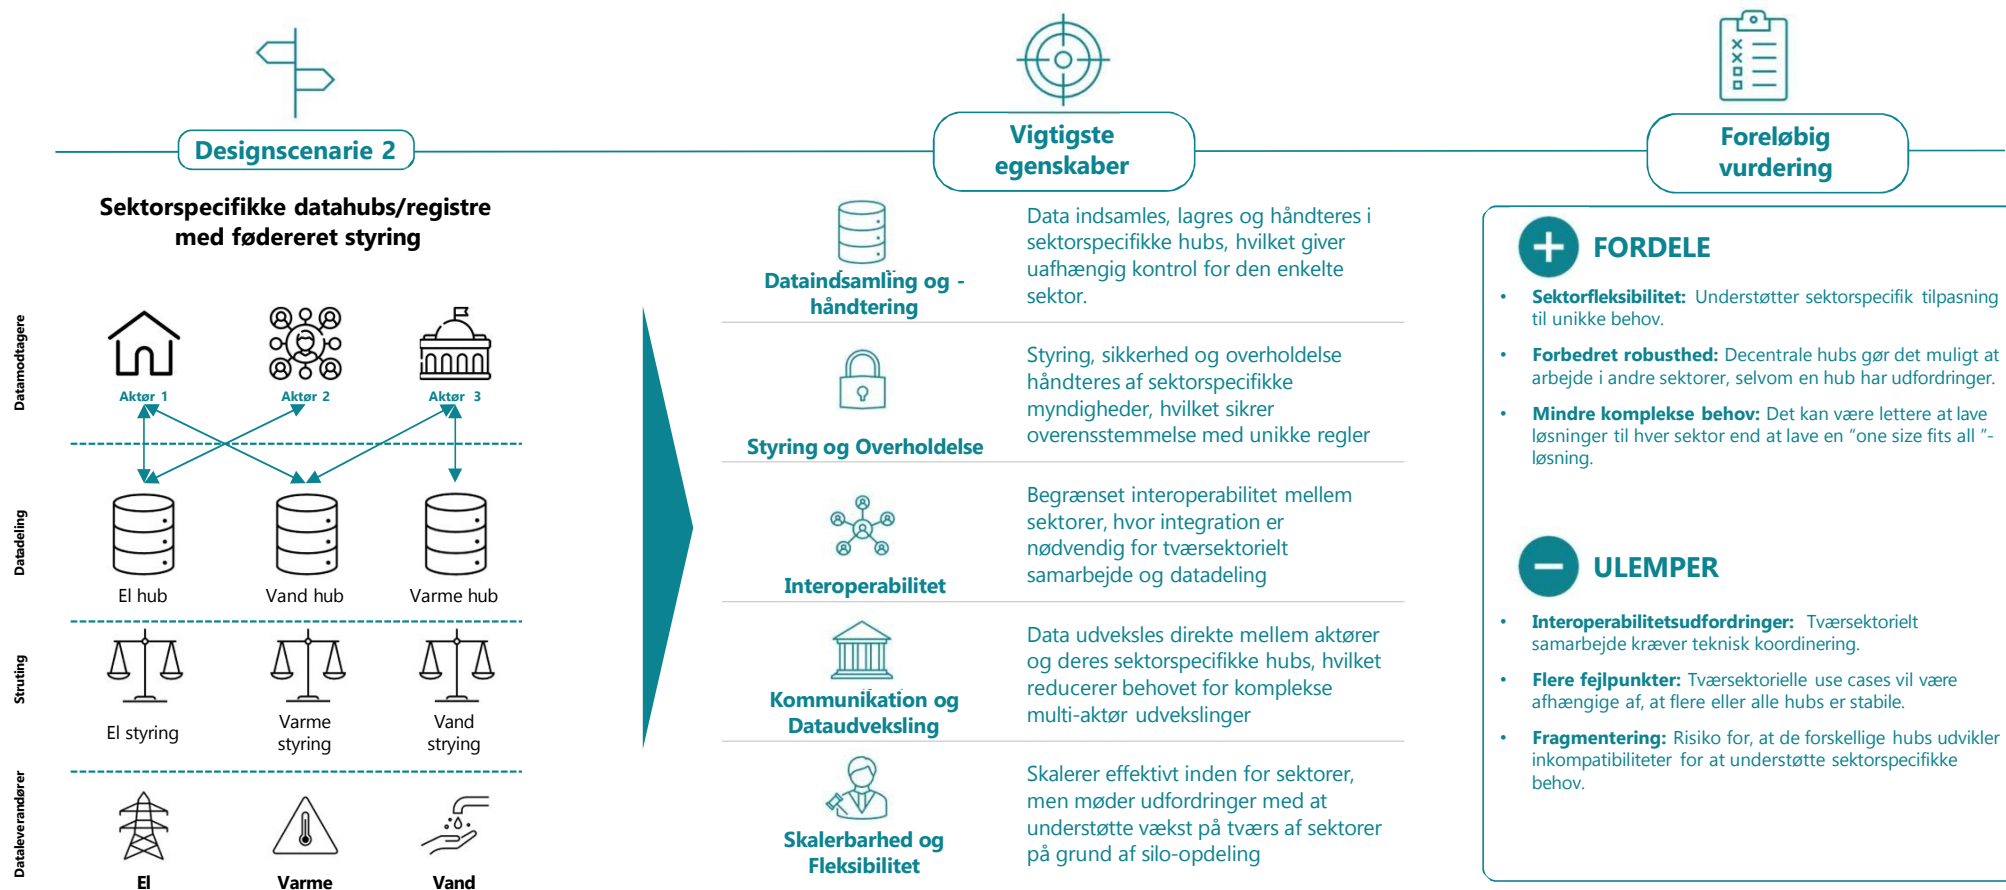 Designscenarie 2
Sektorspecifikke datahubs/registre
med fødereret styring
Datamodtagere
Aktør 1
Aktør 2
Aktør 3
Datadeling
El hub
Vand hub
Varme hub
Struting
El styring
Varme
styring
Vand
strying
Dataleverandører
El
Varme
Vand
Vigtigste
egenskaber
Dataindsamling og -
håndtering
Data indsamles, lagres og håndteres i
sektorspecifikke hubs, hvilket giver
uafhængig kontrol for den enkelte
sektor.
Styring og Overholdelse
Styring, sikkerhed og overholdelse
håndteres af sektorspecifikke
myndigheder, hvilket sikrer
overensstemmelse med unikke regler
Interoperabilitet
Begrænset interoperabilitet mellem
sektorer, hvor integration er
nødvendig for tværsektorielt
samarbejde og datadeling
Kommunikation og
Dataudveksling
Data udveksles direkte mellem aktører
og deres sektorspecifikke hubs, hvilket
reducerer behovet for komplekse
multi-aktør udvekslinger
Skalerbarhed og
Fleksibilitet
Skalerer effektivt inden for sektorer,
men møder udfordringer med at
understøtte vækst på tværs af sektorer
på grund af silo-opdeling
Foreløbig
vurdering
FORDELE
• Sektorfleksibilitet: Understøtter sektorspecifik tilpasning
til unikke behov.
• Forbedret robusthed: Decentrale hubs gør det muligt at
arbejde i andre sektorer, selvom en hub har udfordringer.
• Mindre komplekse behov: Det kan være lettere at lave
løsninger til hver sektor end at lave en "one size fits all "-
løsning.
ULEMPER
• Interoperabilitetsudfordringer: Tværsektorielt
samarbejde kræver teknisk koordinering.
• Flere fejlpunkter: Tværsektorielle use cases vil være
afhængige af, at flere eller alle hubs er stabile.
• Fragmentering: Risiko for, at de forskellige hubs udvikler
inkompatibiliteter for at understøtte sektorspecifikke
behov.